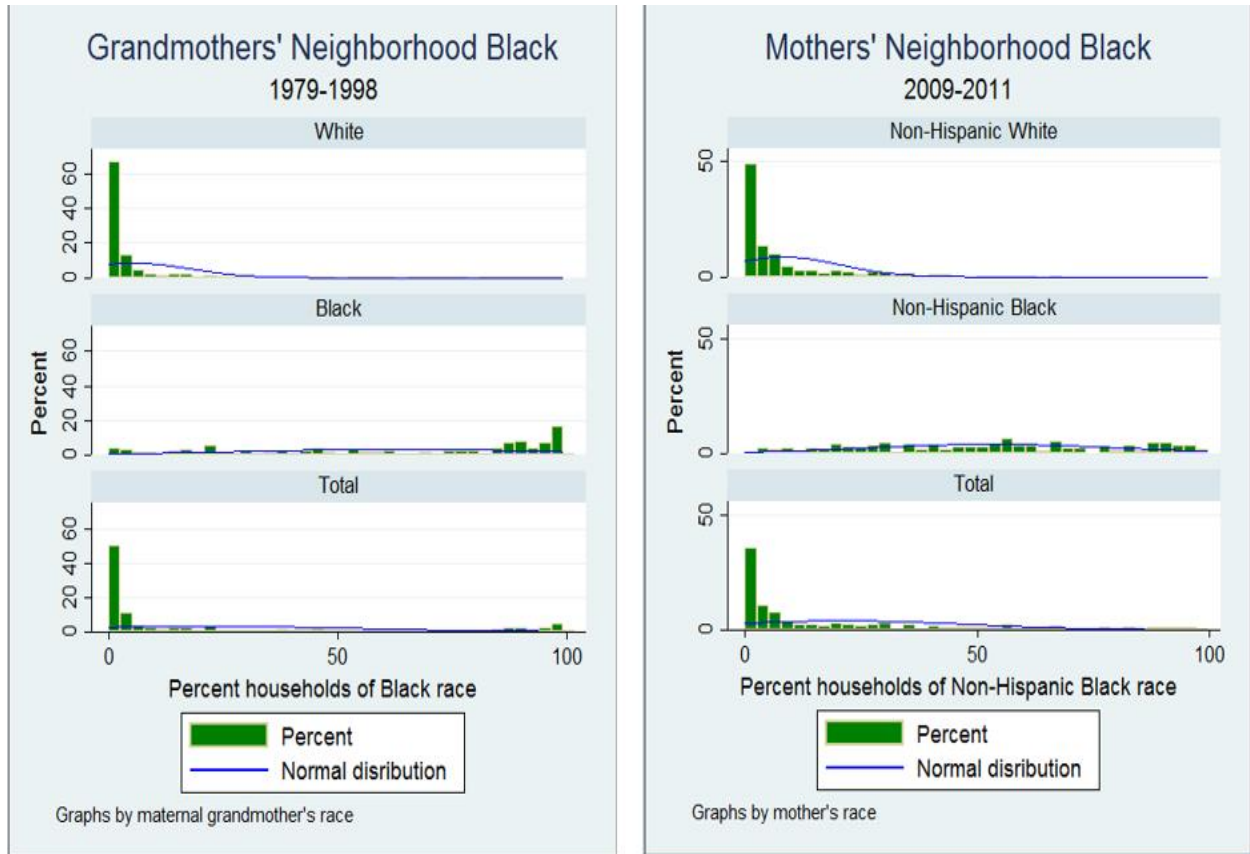 Grandmothers' Neighborhood Black
1979-1998
White
60
40
20
0
Black
Percent
60
40
20
0
Total
60
40
20
0
0 50 100
Percent households of Black race
Percent
Normal disribution
Graphs by maternal grandmother's race
Mothers' Neighborhood Black
2009-2011
Non-Hispanic White
50
0
Non-Hispanic Black
Percent
50
0
Total
50
0
0 50 100
Percent households of Non-Hispanic Black race
Percent
Normal disribution
Graphs by mother's race